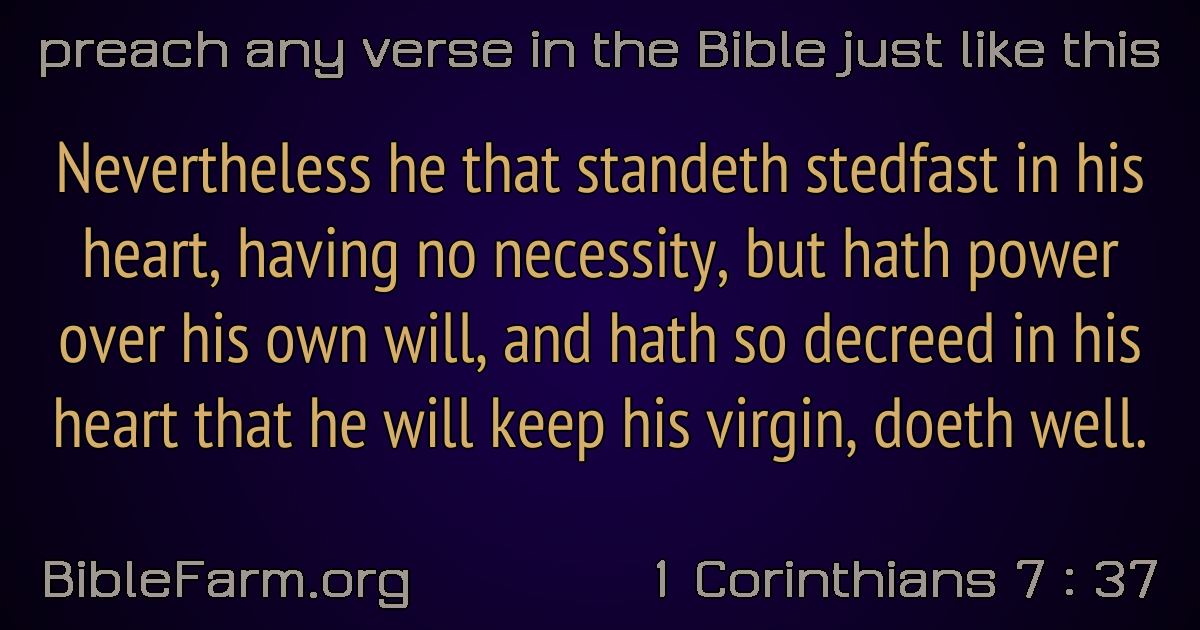 preach any verse in the Bible just like this
Nevertheless he that standeth stedfast in his
heart, having no necessity, but hath power
over his own will, and hath so decreed in his
heart that he will keep his virgin, doeth well.
BibleFarm.org
1 Corinthians 7 : 37